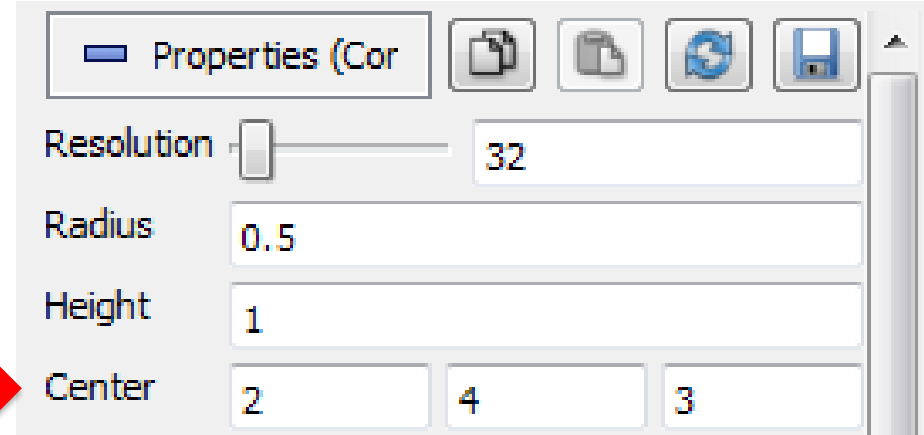 Properties (Cor
Resolution 32
Radius 0.5
Height 1
Center 2 4 3